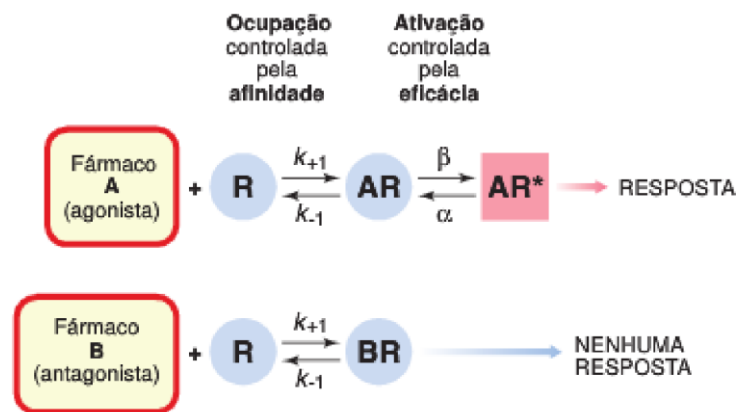 Ocupação
controlada
pela
afinidade
Ativação
controlada
pela
eficácia
Fármaco
A
(agonista)
+
R
k+1
k-1
AR
β
α
AR*
RESPOSTA
Fármaco
B
(antagonista)
+
R
k+1
k-1
BR
NENHUMA
RESPOSTA